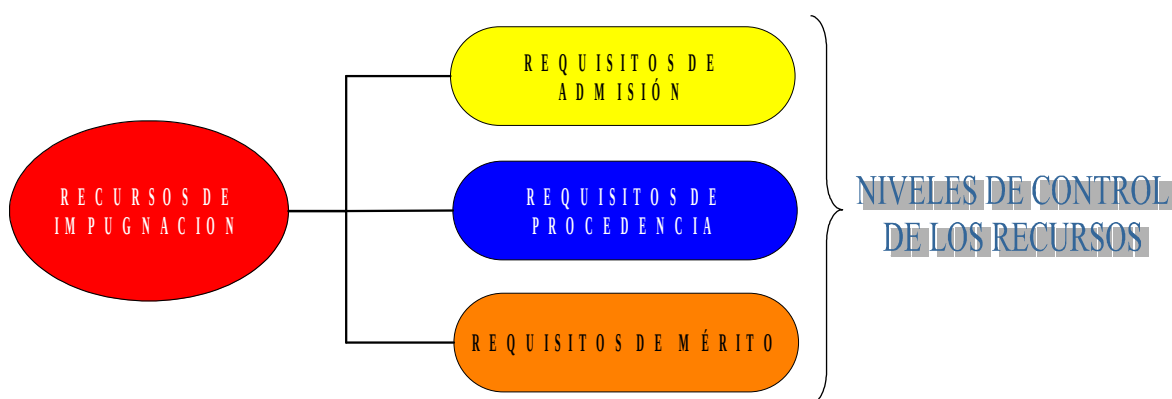 RECURSOS DE
IMPUGNACION
REQUISITOS DE
ADMISIÓN
REQUISITOS DE
PROCEDENCIA
REQUISITOS DE MÉRITO
NIVELES DE CONTROL
DE LOS RECURSOS